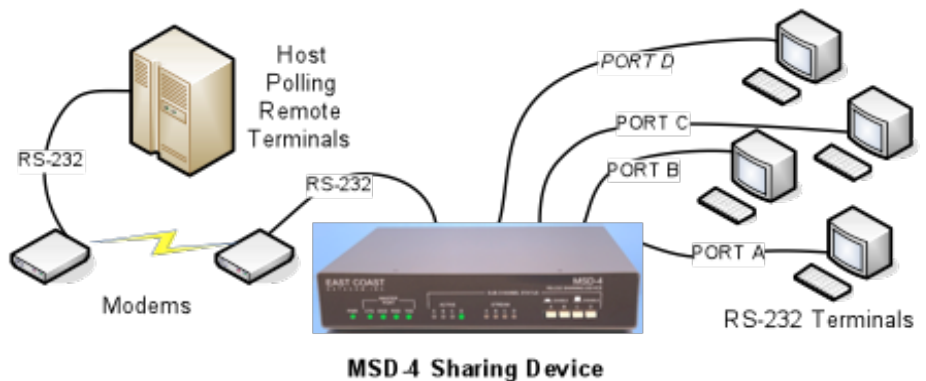 Host
Polling
Remote
Terminals
RS-232
RS-232
Modems
PORT D
PORT C
PORT B
PORT A
RS-232 Terminals
EAST COAST
MSD-4
MSD-4 Sharing Device